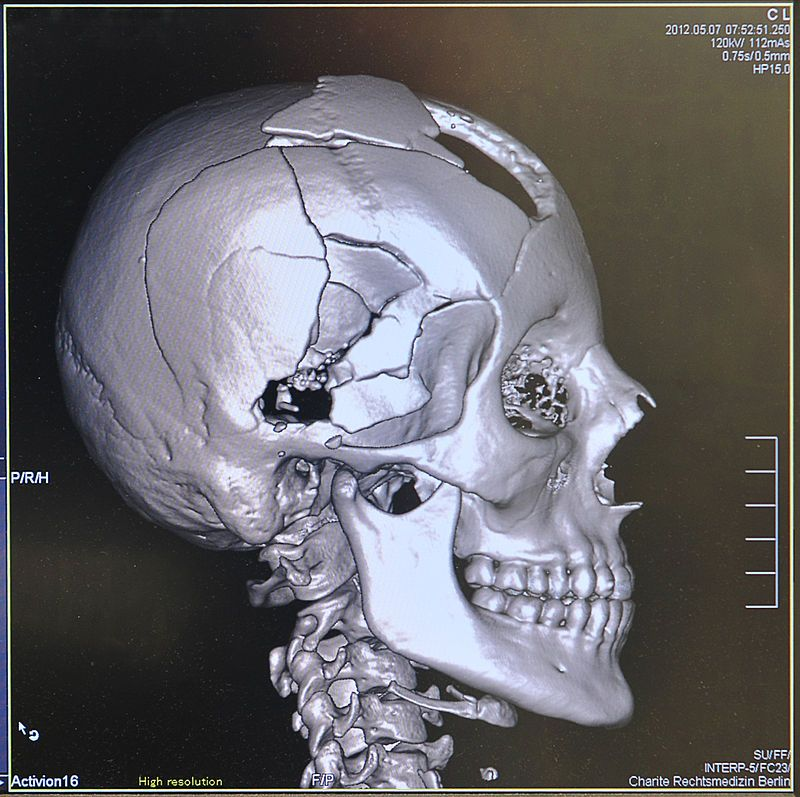 C L
2012.05.07 07:52:51.250
120kV/ 112mAs
0.75s/0.5mm
HP15.0
P/R/H
SU/FF/
INTERP-5/FC23/
Charite Rechtsmedizin Berlin
Activion16
High resolution
F/P